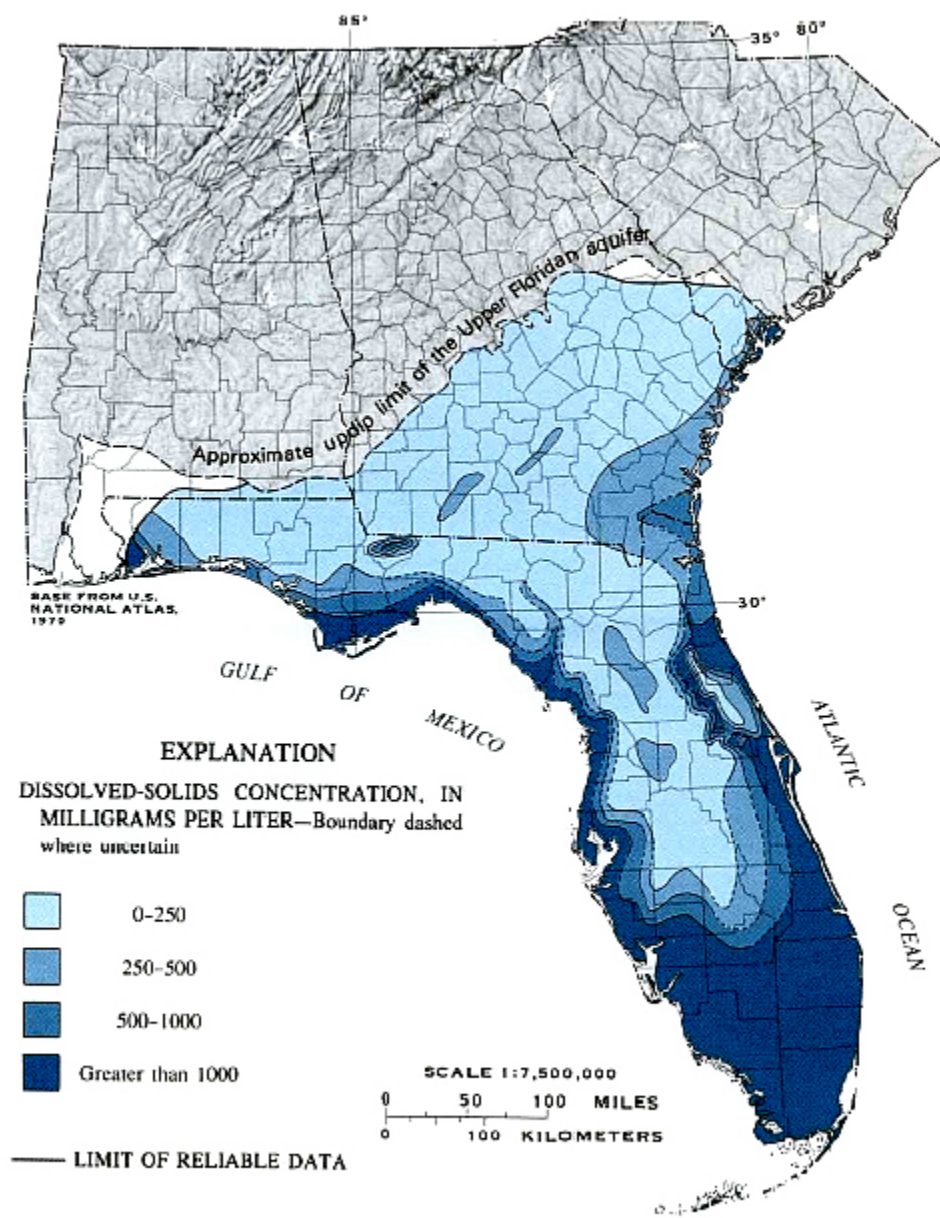 85°
35° 80°
Approximate updip limit of the Upper Floridan aquifer
BASE FROM U.S.
NATIONAL ATLAS,
1970
30°
GULF
OF
MEXICO
ATLANTIC
OCEAN
EXPLANATION
DISSOLVED-SOLIDS CONCENTRATION, IN
MILLIGRAMS PER LITER—Boundary dashed
where uncertain
0-250
250-500
500-1000
Greater than 1000
SCALE 1:7,500,000
0 50 100 MILES
0 100 KILOMETERS
LIMIT OF RELIABLE DATA